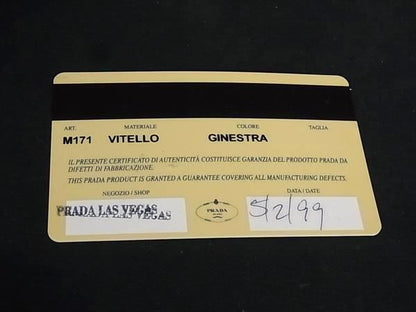 ART. MATERIALE COLORE TAGLIA
M171 VITELLO GINESTRA
IL PRESENTE CERTIFICATO DI AUTENTICITÀ COSTITUISCE GARANZIA DEL PRODOTTO PRADA DA
DIFETTI DI FABBRICAZIONE.
THIS PRADA PRODUCT IS GRANTED A GUARANTEE COVERING ALL MANUFACTURING DEFECTS.
NEGOZIO / SHOP DATA / DATE
PRADA LAS VEGAS PRADA 5/2/99
LAS VEGAS